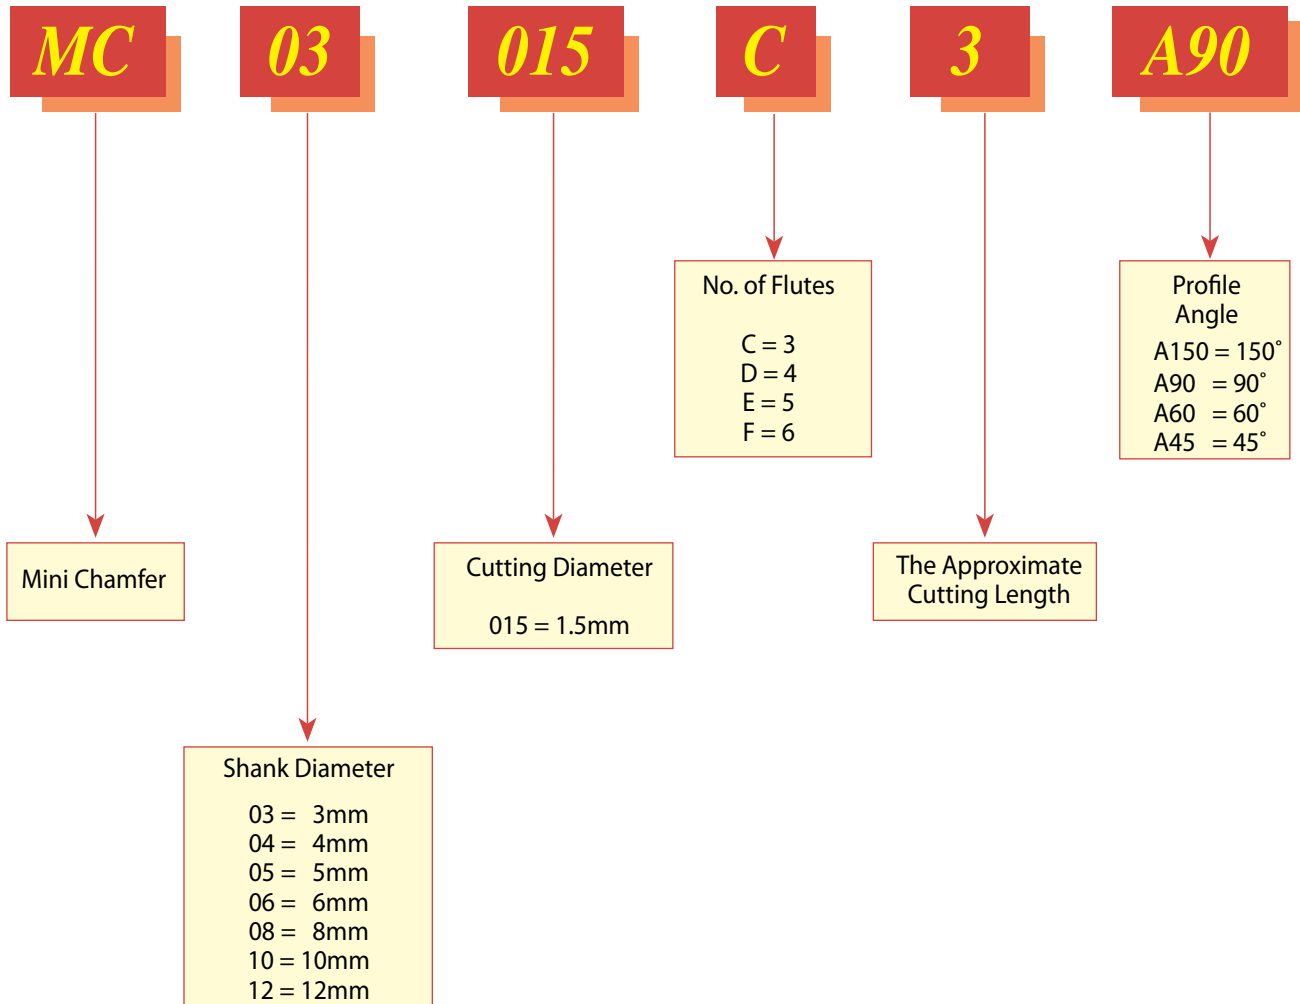 MC 03 015 C 3 A90
No. of Flutes
C = 3
D = 4
E = 5
F = 6
Profile
Angle
A150 = 150°
A90 = 90°
A60 = 60°
A45 = 45°
Mini Chamfer
Cutting Diameter
015 = 1.5mm
The Approximate
Cutting Length
Shank Diameter
03 = 3mm
04 = 4mm
05 = 5mm
06 = 6mm
08 = 8mm
10 = 10mm
12 = 12mm